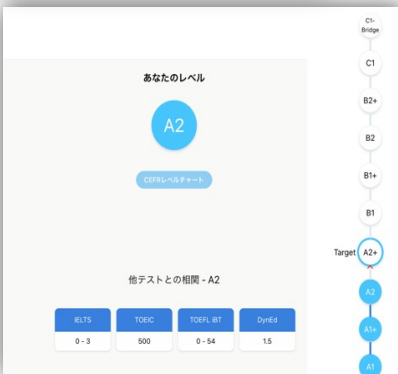 あなたのレベル
A2
CEFRレベルチャート
他テストとの相関 - A2
IELTS TOEIC TOEFL iBT DynEd
0 - 3 500 0 - 54 1.5
C1-
Bridge
C1
B2+
B2
B1+
B1
Target A2+
A2
A1+
A1